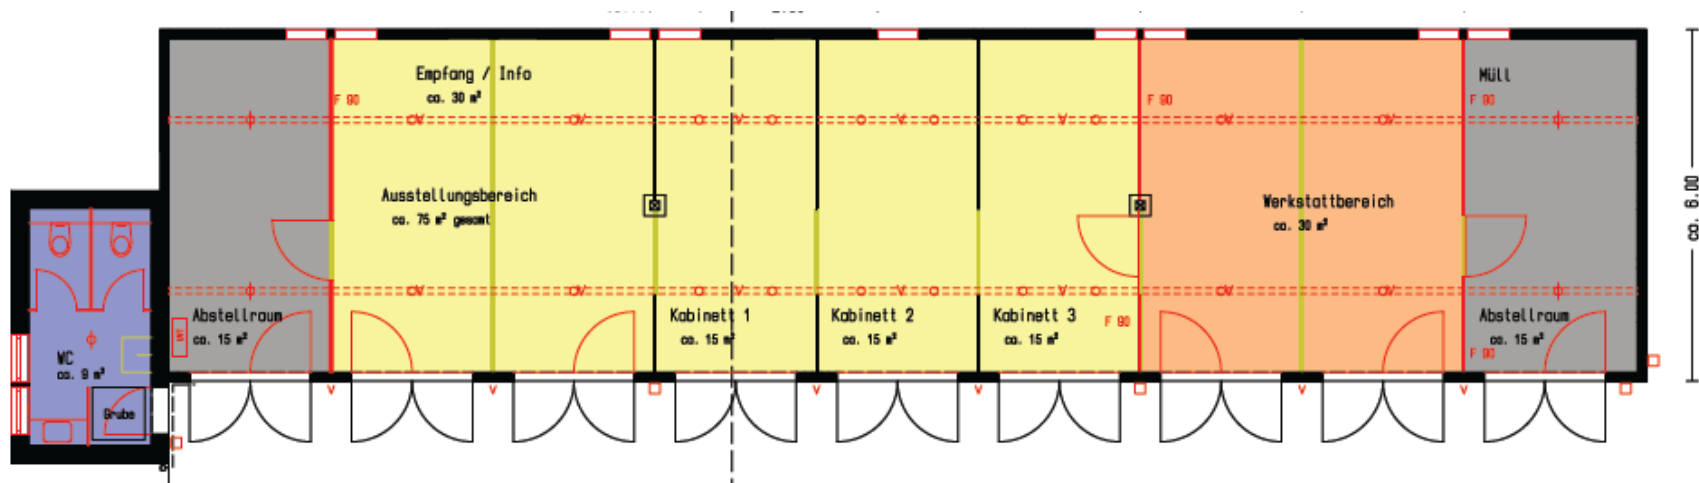 Empfang / Info
ca. 30 m²
F 90
F 90
Müll
F 90
Ausstellungsbereich
ca. 75 m² gesamt
Werkstattbereich
ca. 30 m²
ca. 6.00
Abstellraum
ca. 15 m²
Kabinett 1
ca. 15 m²
Kabinett 2
ca. 15 m²
Kabinett 3
ca. 15 m²
F 90
Abstellraum
ca. 15 m²
F 90
WC
ca. 9 m²
Grube